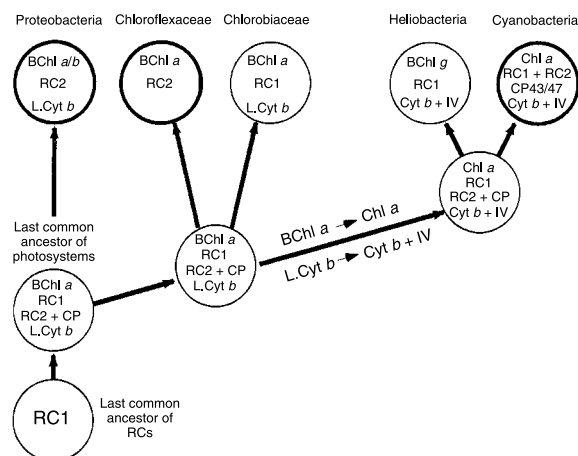 Proteobacteria Chloroflexaceae Chlorobiaceae Heliobacteria Cyanobacteria
BChl a/b
RC2
L.Cyt b
BChl a
RC2
BChl a
RC1
L.Cyt b
BChl g
RC1
Cyt b + IV
Chl a
RC1 + RC2
CP43/47
Cyt b + IV
Chl a
RC1
RC2 + CP
Cyt b + IV
BChl a → Chl a
L.Cyt b → Cyt b + IV
Last common
ancestor of
photosystems
BChl a
RC1
RC2 + CP
L.Cyt b
BChl a
RC1
RC2 + CP
L.Cyt b
RC1
Last common
ancestor of
RCs